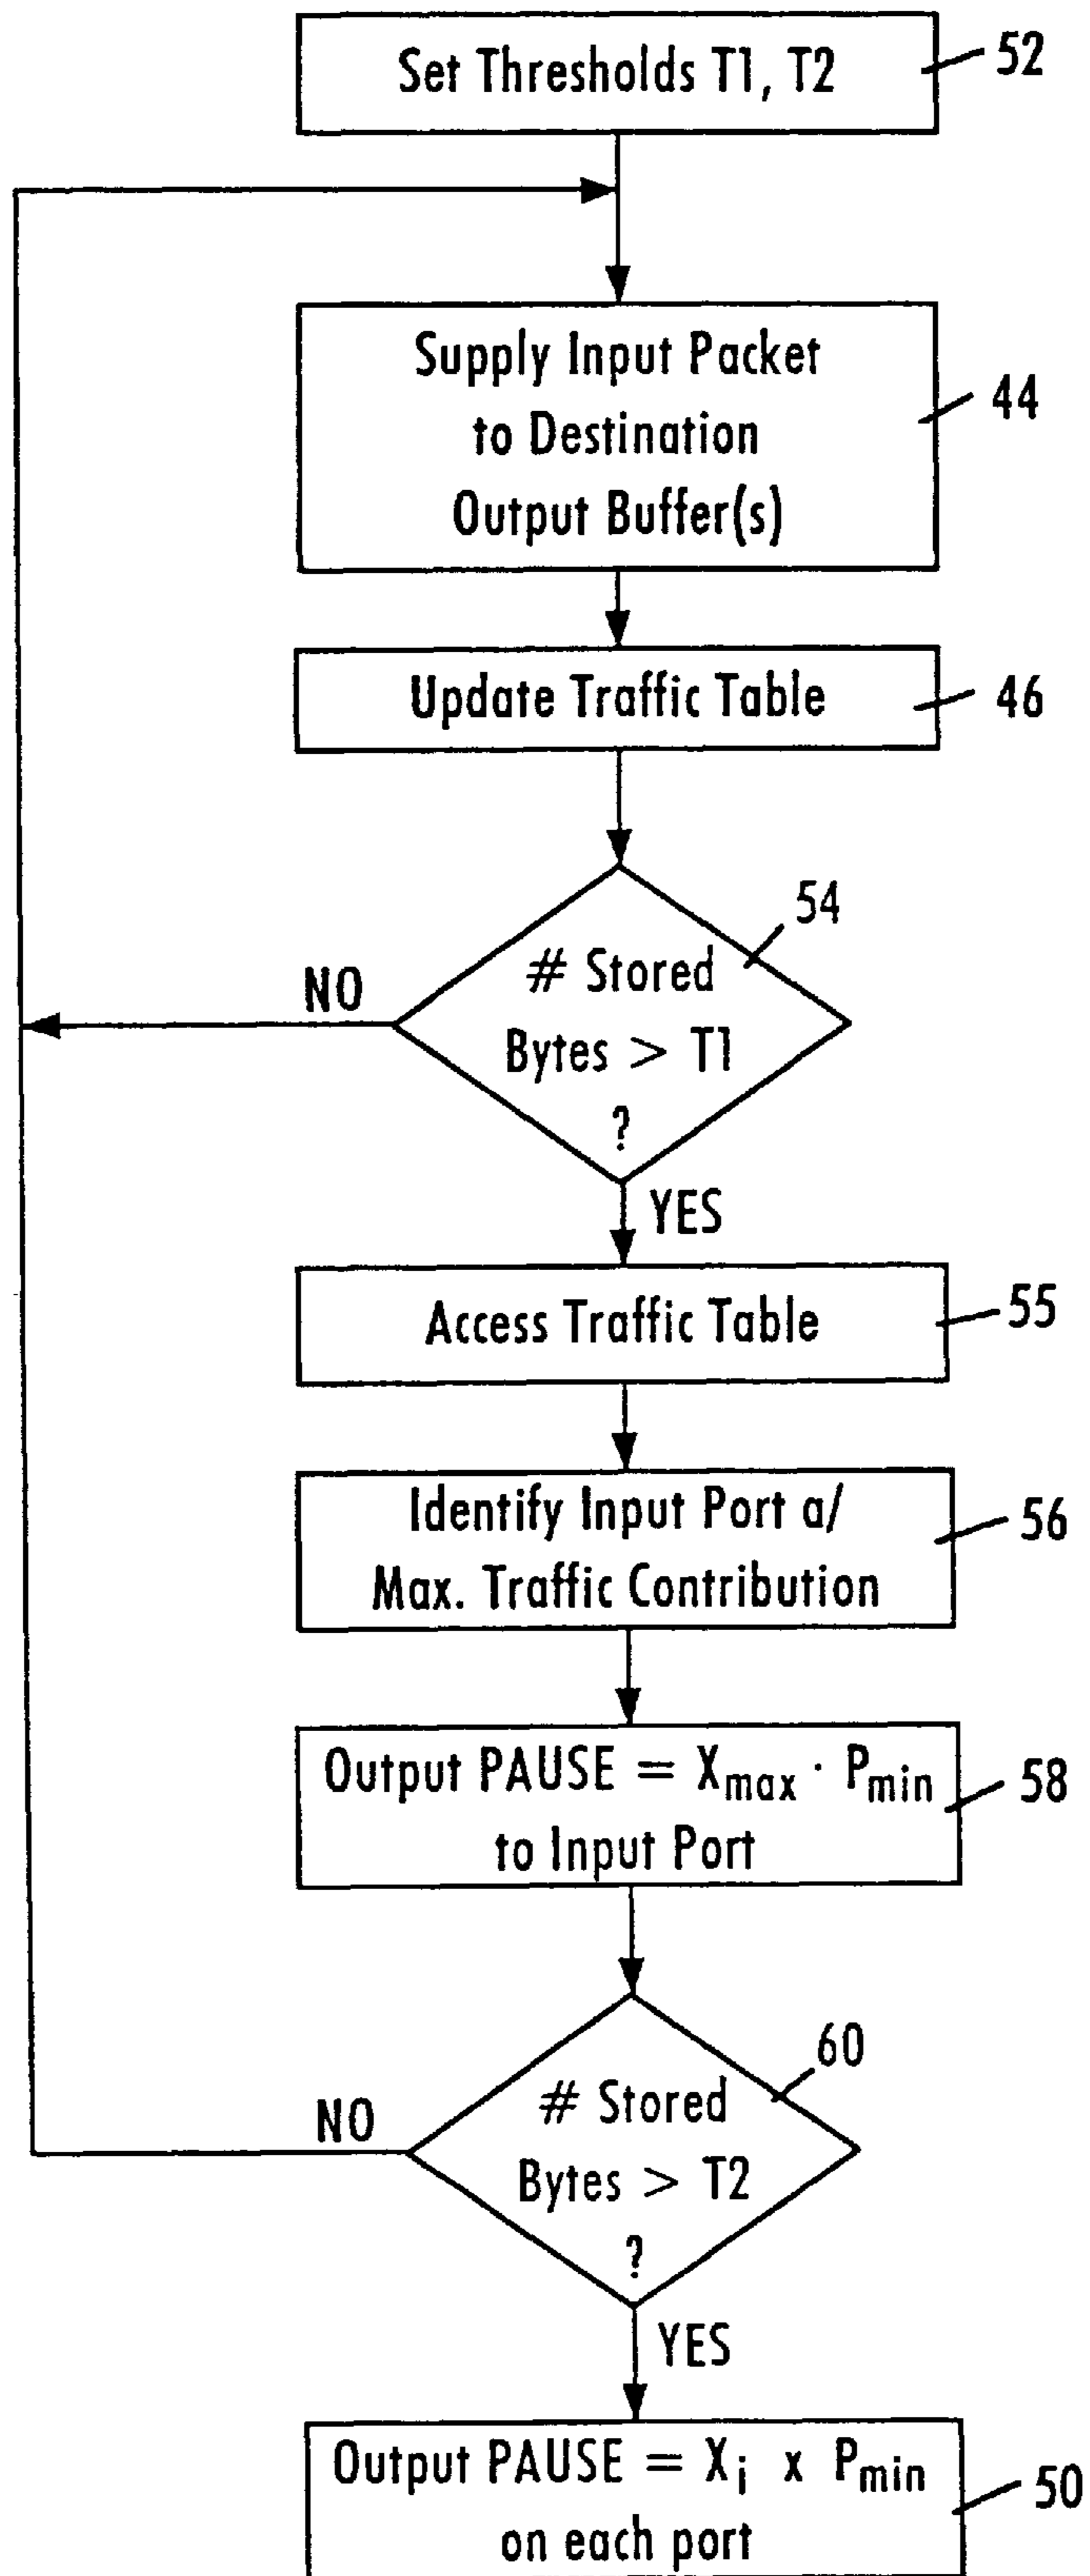 Set Thresholds T1, T2
52
Supply Input Packet
to Destination
Output Buffer(s)
44
Update Traffic Table
46
54
# Stored
Bytes > T1
?
NO
YES
Access Traffic Table
55
Identify Input Port a/
Max. Traffic Contribution
56
Output PAUSE = Xmax · Pmin
to Input Port
58
60
# Stored
Bytes > T2
?
NO
YES
Output PAUSE = Xi x Pmin
on each port
50